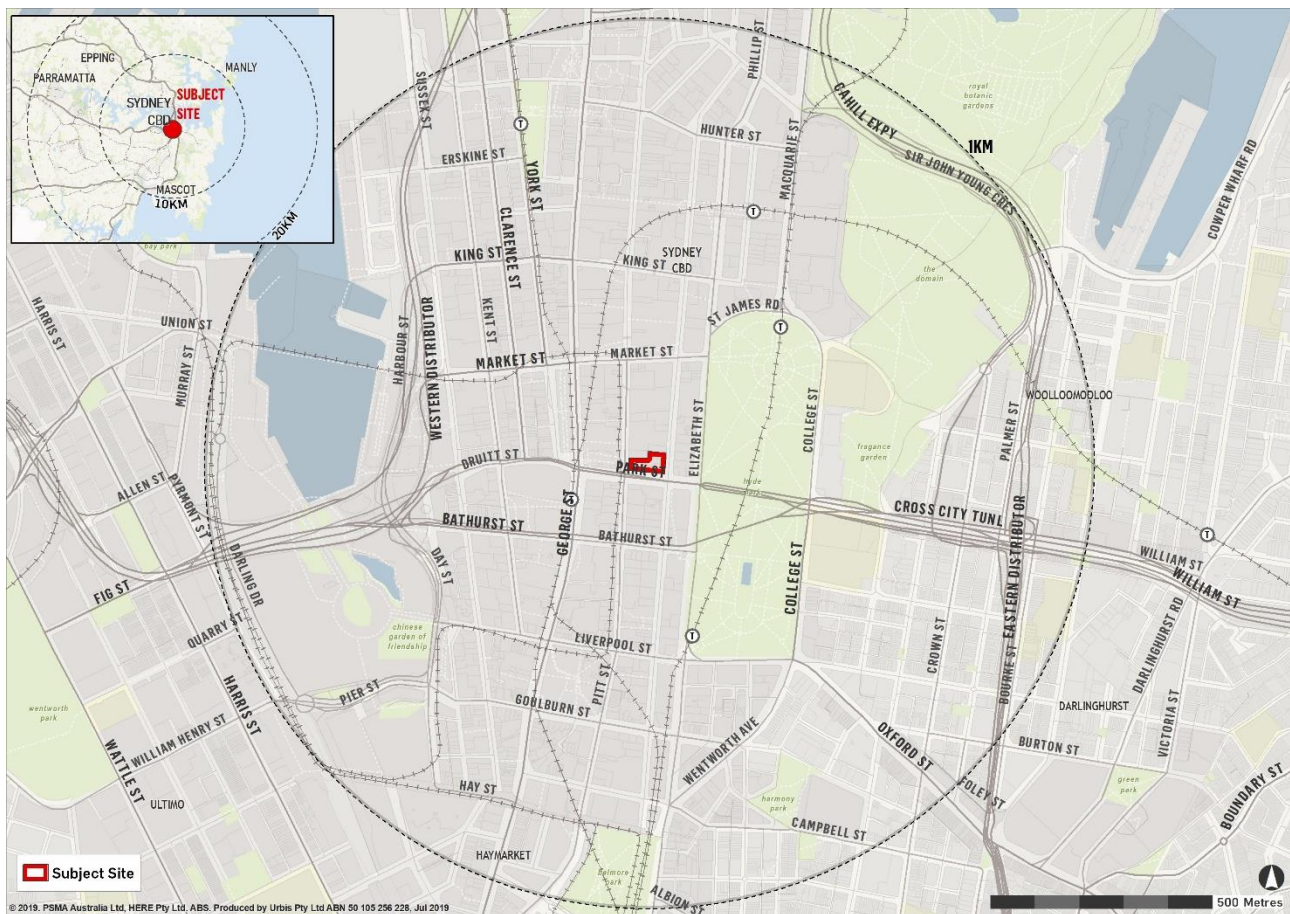 EPPING
MANLY
PARRAMATTA
SYDNEY
CBD
SUBJECT
SITE
MASCOT
10KM
20KM
SUSSEX ST
ERSKINE ST
YORK ST
CLARENCE ST
KING ST
KENT ST
PHILLIP ST
HUNTER ST
MACQUARIE ST
CAHILL EXPY
SIR JOHN YOUNG CRES
1KM
royal
botanic
gardens
COWPER WHARF RD
SYDNEY
CBD
KING ST
ST JAMES RD
the
domain
HARRIS ST
UNION ST
MURRAY ST
HARBOUR ST
WESTERN DISTRIBUTOR
MARKET ST
MARKET ST
ELIZABETH ST
COLLEGE ST
WOOLLOOMOOLOO
PALMER ST
fragance
garden
DRUITT ST
PARK ST
hyde
ALLEN ST
PYRMONT ST
GEORGE ST
BATHURST ST
BATHURST ST
CROSS CITY TUNL
WILLIAM ST
WILLIAM ST
FIG ST
DARLING DR
DAY ST
COLLEGE ST
CROWN ST
BOURKE ST
EASTERN DISTRIBUTOR
DARLINGHURST RD
QUARRY ST
chinese
garden of
friendship
LIVERPOOL ST
PITT ST
PIER ST
GOULBURN ST
WENTWORTH AVE
OXFORD ST
DARLINGHURST
VICTORIA ST
BURTON ST
wentworth
park
WILLIAM HENRY ST
HARRIS ST
WATTLE ST
ULTIMO
HAY ST
FOLEY ST
green
park
BOUNDARY ST
harmony
park
CAMPBELL ST
HAYMARKET
belmore
park
ALBION ST
T
T
T
T
T
T
Subject Site
500 Metres
© 2019. PSMA Australia Ltd, HERE Pty Ltd. ABS. Produced by Urbis Pty Ltd ABN 50 105 256 228, Jul 2019